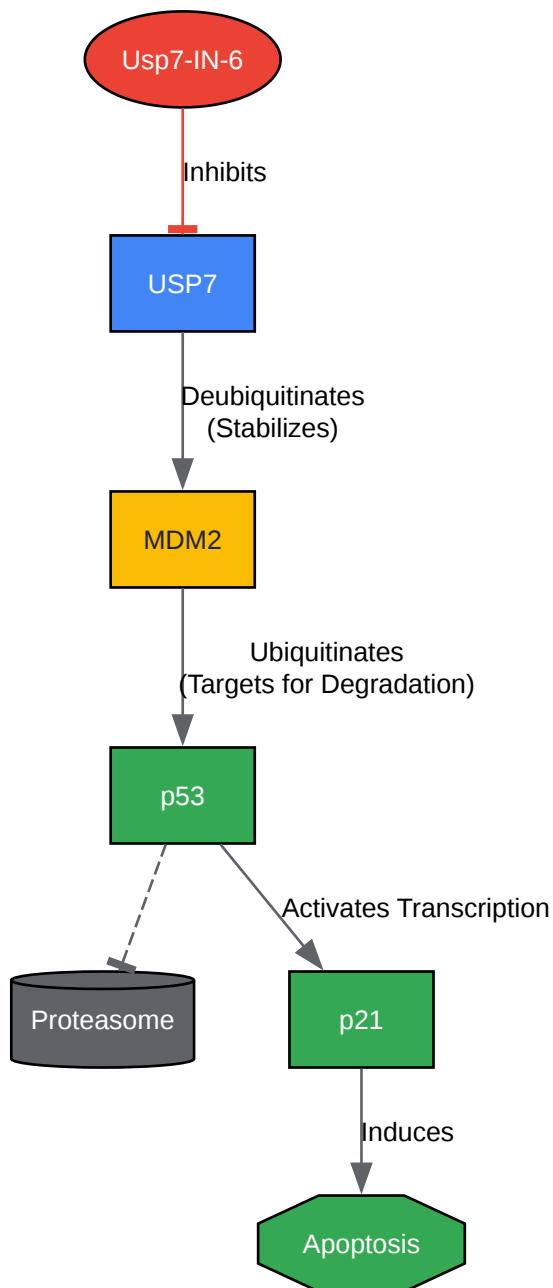 Usp7-IN-6
Inhibits
USP7
Deubiquitinates
(Stabilizes)
MDM2
Ubiquitinates
(Targets for Degradation)
p53
Activates Transcription
Proteasome
p21
Induces
Apoptosis